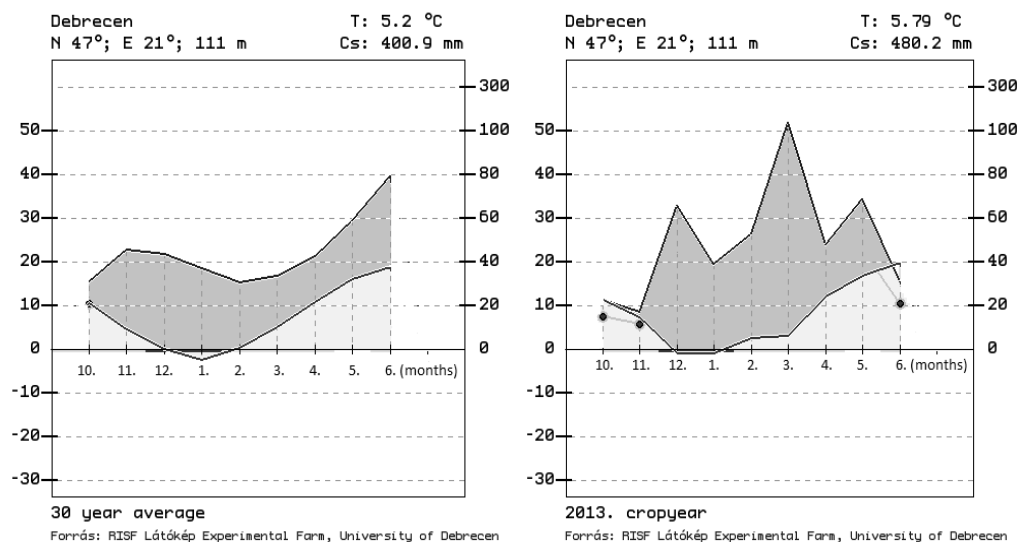 Debrecen T: 5.2 °C
N 47°; E 21°; 111 m Cs: 400.9 mm
300
50 100
40 80
30 60
20 40
10 20
0 0
10. 11. 12. 1. 2. 3. 4. 5. 6. (months)
-10
-20
-30
30 year average
Forrás: RISF Látókép Experimental Farm, University of Debrecen
Debrecen T: 5.79 °C
N 47°; E 21°; 111 m Cs: 480.2 mm
300
50 100
40 80
30 60
20 40
10 20
0 0
10. 11. 12. 1. 2. 3. 4. 5. 6. (months)
-10
-20
-30
2013. cropyear
Forrás: RISF Látókép Experimental Farm, University of Debrecen